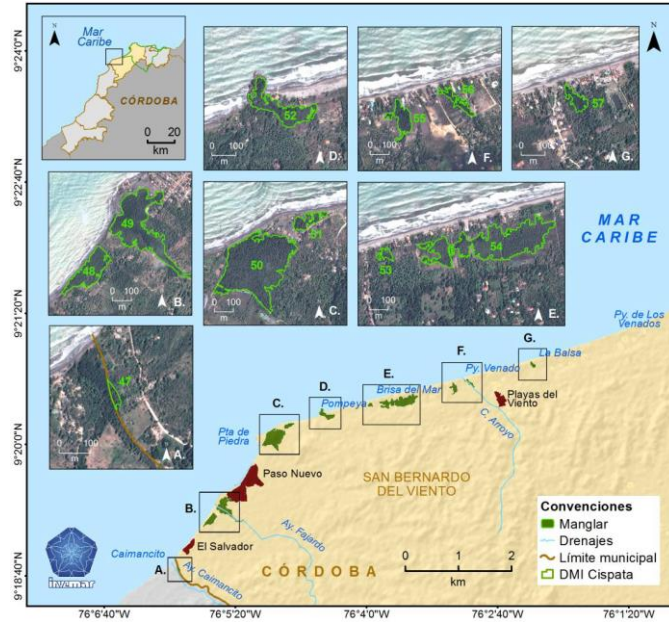 Mar
Caribe
N
CÓRDOBA
0 20
km
52
0 100
m
D.
55
56
0 100
m
F.
57
0 100
m
G.
N
49
48
0 100
m
B.
50
51
0 100
m
C.
53
54
0 100
m
E.
47
0 100
m
A.
MAR
CARIBE
Py. de Los
Venados
G.
La Balsa
F.
Py. Venado
E.
Brisa del Mar
D.
Pompeya
C.
Pta de
Piedra
Playas del
Viento
C. Arroyo
Paso Nuevo
SAN BERNARDO
DEL VIENTO
B.
Ay. Fajardo
El Salvador
Caimancito
A.
Ay. Caimancito
CÓRDOBA
0 1 2
km
invemar
Convenciones
Manglar
Drenajes
Límite municipal
DMI Cispata
9°24'0"N
9°22'40"N
9°21'20"N
9°20'0"N
9°18'40"N
76°6'40"W 76°5'20"W 76°4'0"W 76°2'40"W 76°1'20"W